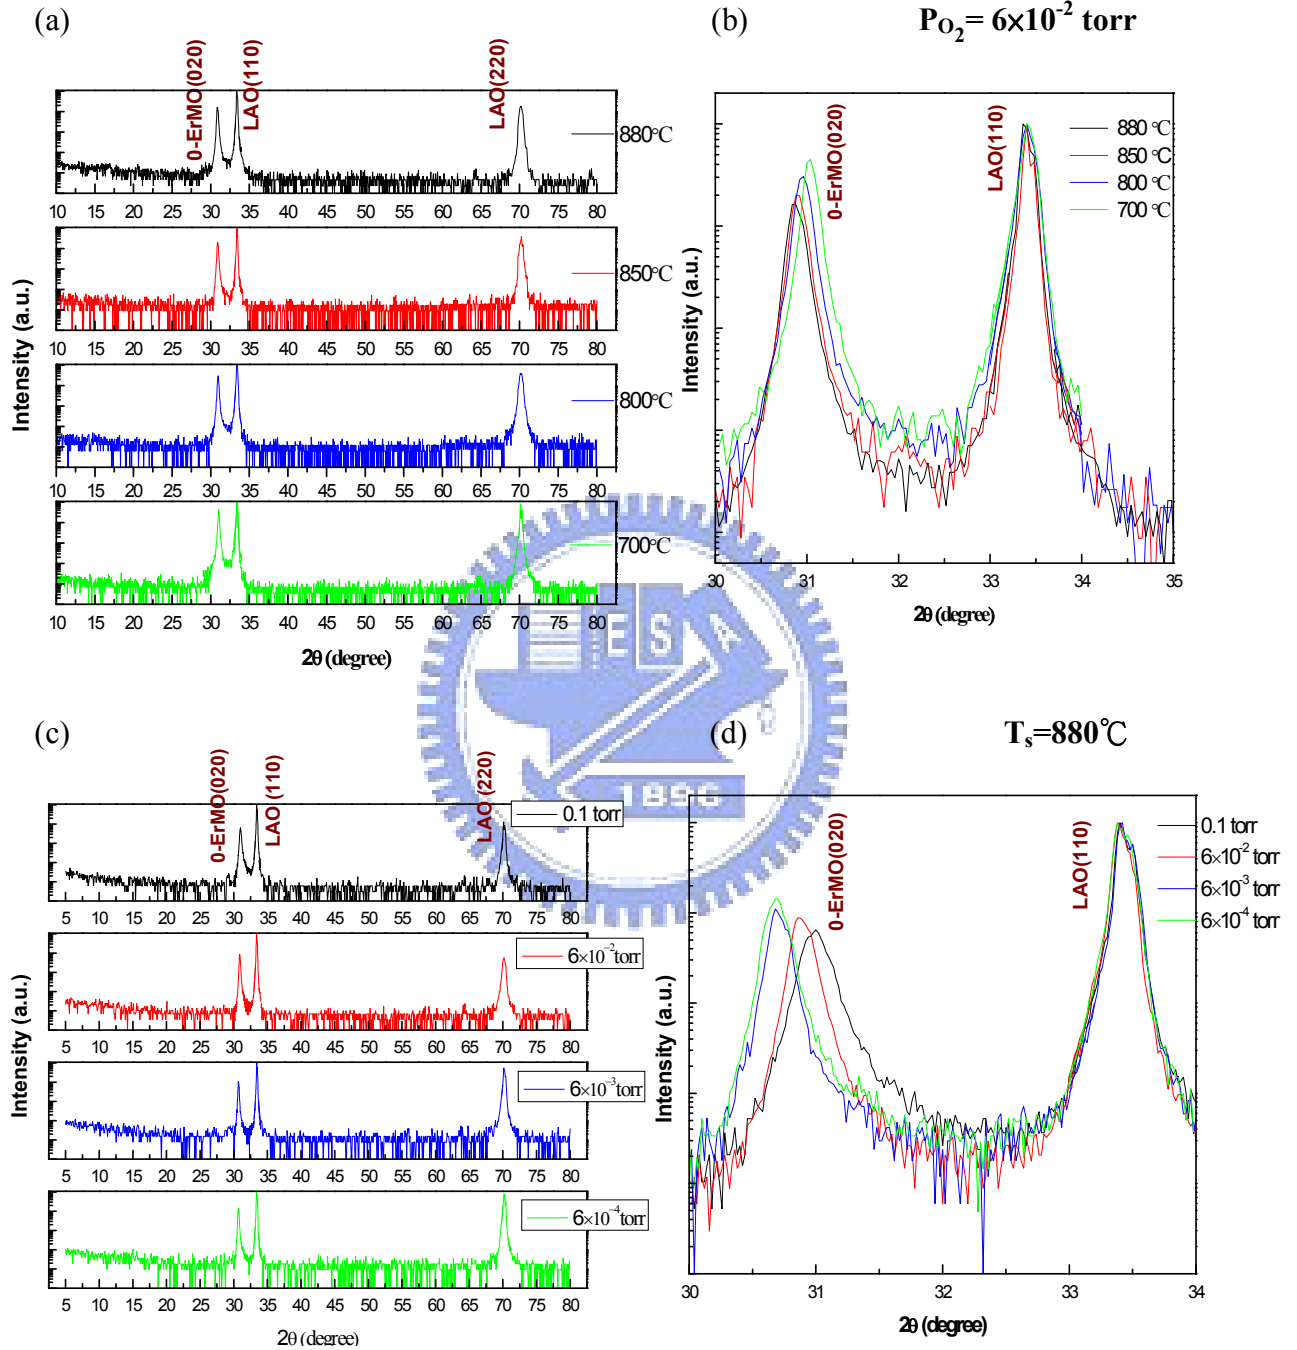 (a)
0-ErMO(020)
LAO(110)
LAO(220)
880°C
10 15 20 25 30 35 40 45 50 55 60 65 70 75 80
850°C
10 15 20 25 30 35 40 45 50 55 60 65 70 75 80
800°C
10 15 20 25 30 35 40 45 50 55 60 65 70 75 80
700°C
10 15 20 25 30 35 40 45 50 55 60 65 70 75 80
Intensity (a.u.)
2θ (degree)
(b)
P_O₂= 6×10⁻² torr
0-ErMO(020)
LAO(110)
880 °C
850 °C
800 °C
700 °C
Intensity (a.u.)
30 31 32 33 34 35
2θ (degree)
E S A
1896
(c)
0-ErMO(020)
LAO (110)
LAO (220)
0.1 torr
5 10 15 20 25 30 35 40 45 50 55 60 65 70 75 80
6×10⁻² torr
5 10 15 20 25 30 35 40 45 50 55 60 65 70 75 80
6×10⁻³ torr
5 10 15 20 25 30 35 40 45 50 55 60 65 70 75 80
6×10⁻⁴ torr
5 10 15 20 25 30 35 40 45 50 55 60 65 70 75 80
Intensity (a.u.)
2θ (degree)
(d)
Tₛ=880℃
0-ErMO(020)
LAO(110)
0.1 torr
6×10⁻² torr
6×10⁻³ torr
6×10⁻⁴ torr
Intensity (a.u.)
30 31 32 33 34
2θ (degree)